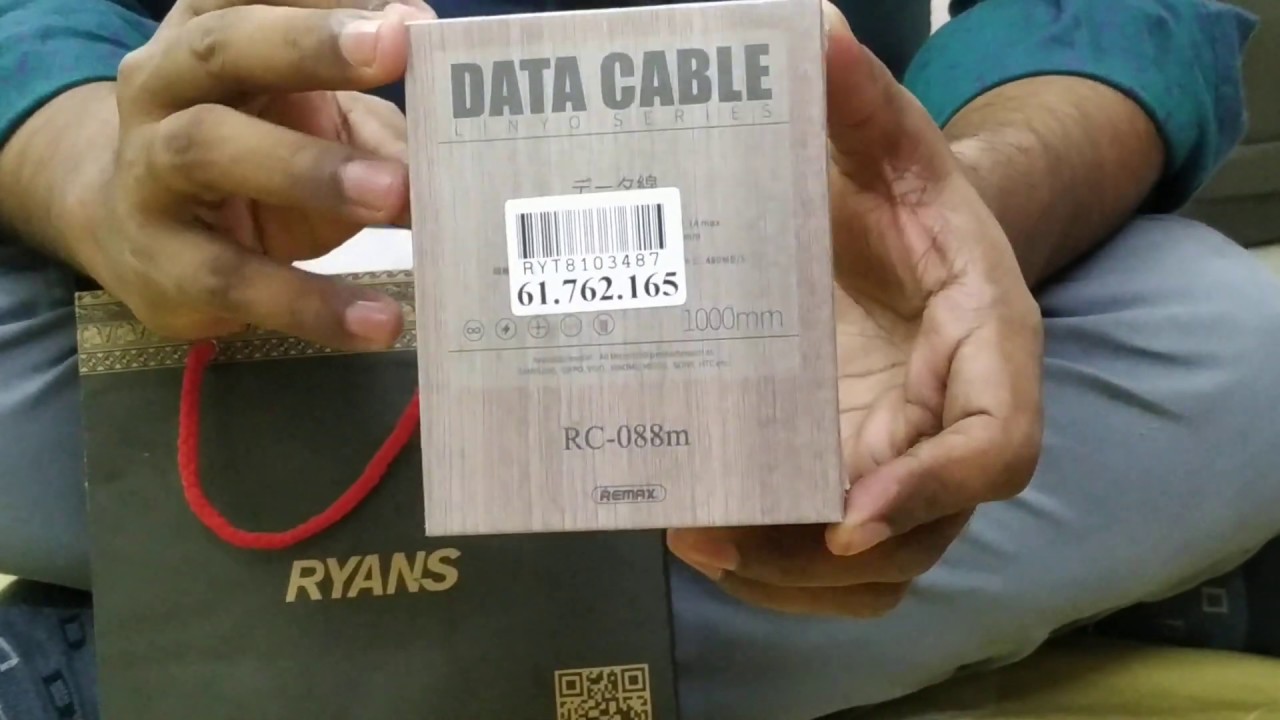 DATA CABLE
LINYO SERIES
データ線
RYT8103487
61.762.165
1000mm
RC-088m
REMAX
RYANS